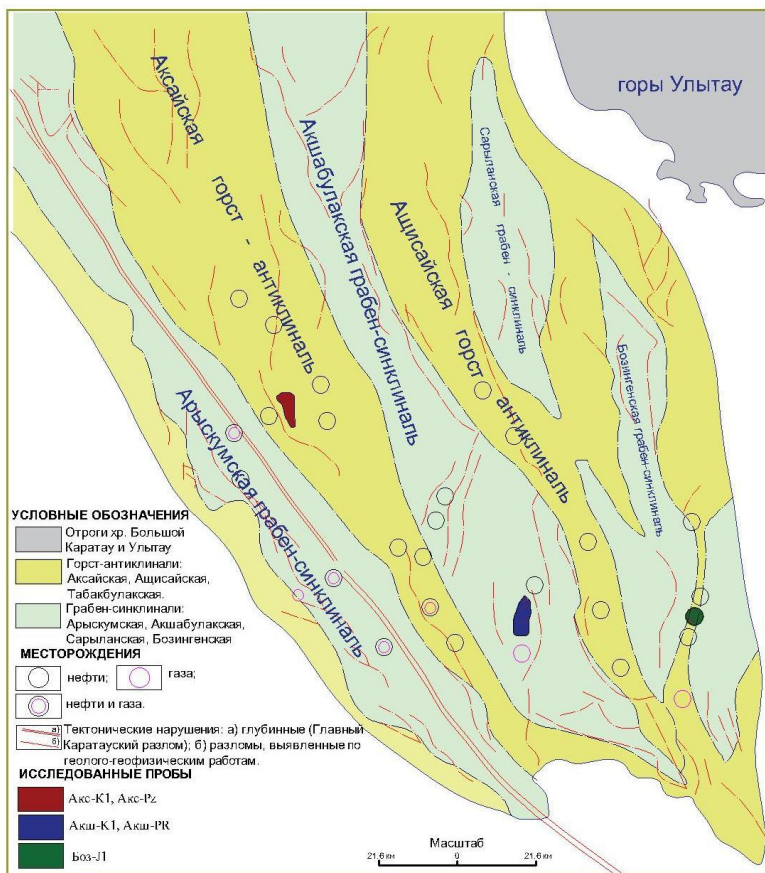 Аксайская
горст - антиклиналь
Акшабулакская грабен-синклиналь
Ащисайская
горст
антиклиналь
Сарыланская
грабен - синклиналь
горы Улытау
Бозингенская грабен-синклиналь
Арыскумская грабен-синклиналь
УСЛОВНЫЕ ОБОЗНАЧЕНИЯ
Отроги хр. Большой
Каратау и Улытау
Горст-антиклинали:
Аксайская, Ащисайская,
Табакбулакская.
Грабен-синклинали:
Арыскумская, Акшабулакская,
Сарыланская, Бозингенская
МЕСТОРОЖДЕНИЯ
нефти; газа;
нефти и газа.
а) Тектонические нарушения: а) глубинные (Главный
б) Каратауский разлом); б) разломы, выявленные по
геолого-геофизическим работам.
ИССЛЕДОВАННЫЕ ПРОБЫ
Акс-К1, Акс-Pz
Акш-К1, Акш-PR
Боз-J1
Масштаб
21.6 км 0 21.6 км